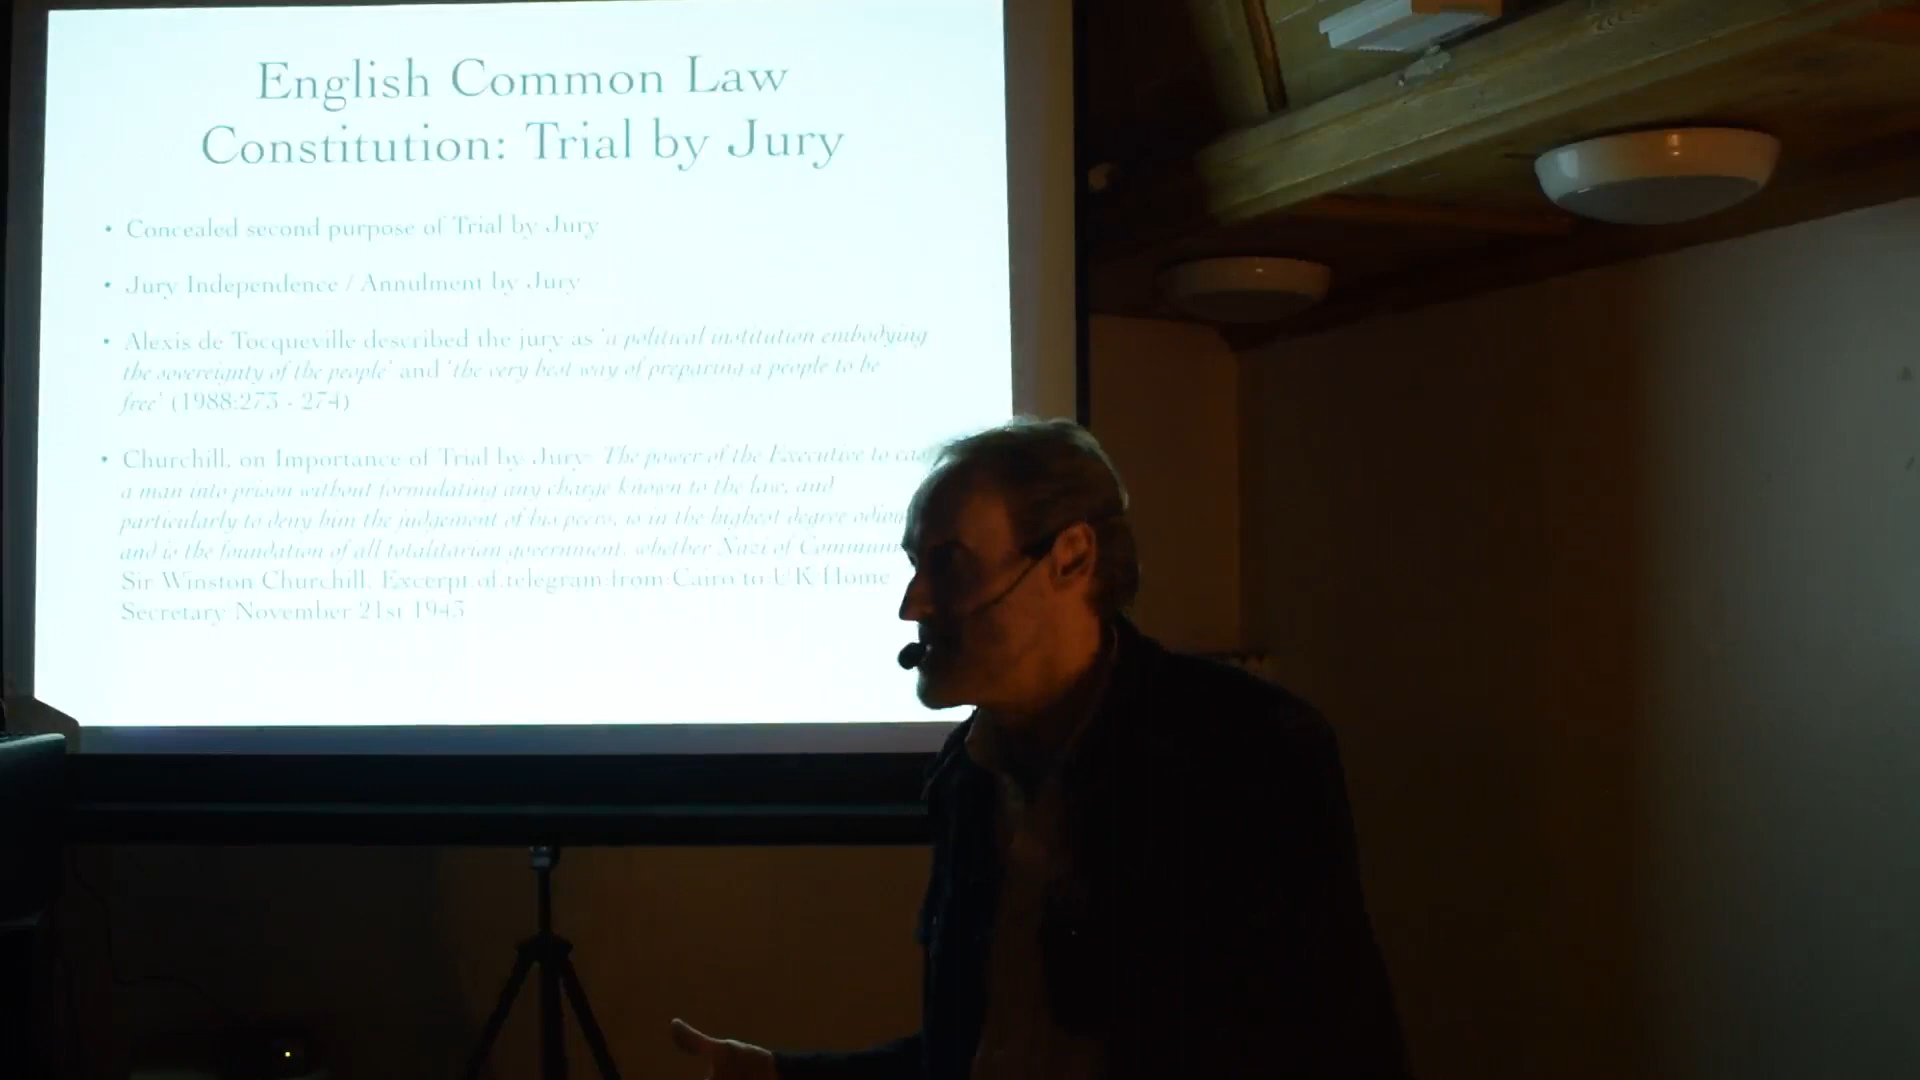 English Common Law
Constitution: Trial by Jury
• Concealed second purpose of Trial by Jury
• Jury Independence / Annulment by Jury
• Alexis de Tocqueville described the jury as 'a political institution embodying
the sovereignty of the people' and 'the very best way of preparing a people to be
free' (1988:273 - 274)
• Churchill, on Importance of Trial by Jury: The power of the Executive to
a man into prison without formulating any charge known to the law, and
particularly to deny him the judgement of his peers, is in the highest degree
and is the foundation of all totalitarian government, whether Nazi of
Sir Winston Churchill. Excerpt of telegram from Cairo to UK Home
Secretary November 21st 1943